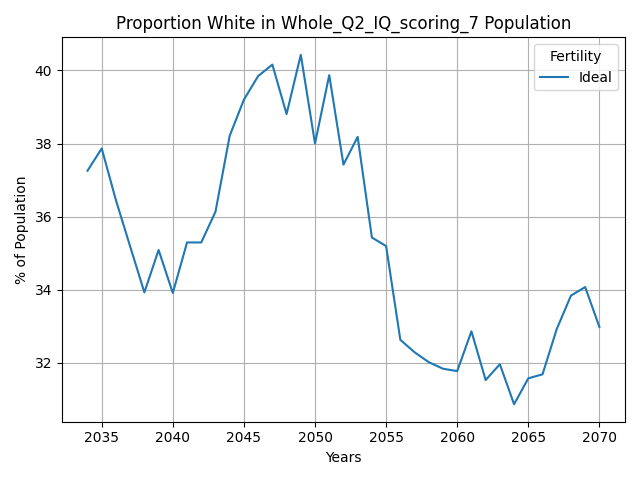 Proportion White in Whole_Q2_IQ_scoring_7 Population
Fertility
Ideal
40
38
36
34
32
% of Population
2035 2040 2045 2050 2055 2060 2065 2070
Years